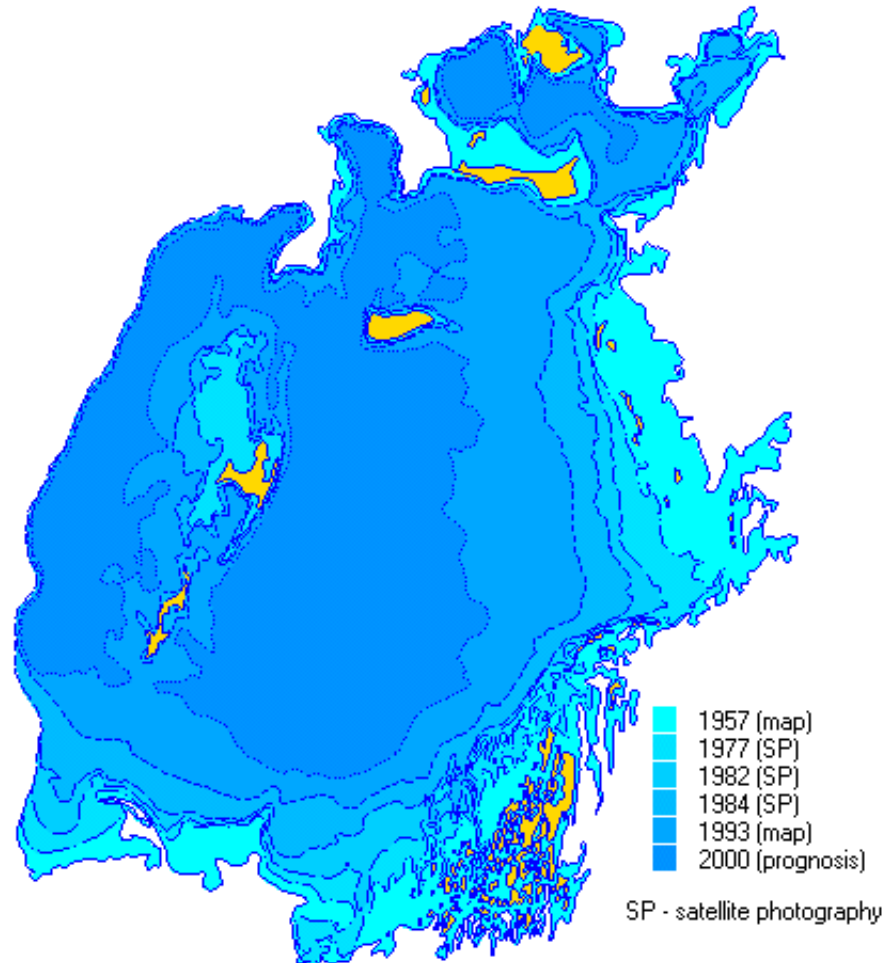 1957 (map)
1977 (SP)
1982 (SP)
1984 (SP)
1993 (map)
2000 (prognosis)
SP - satellite photography